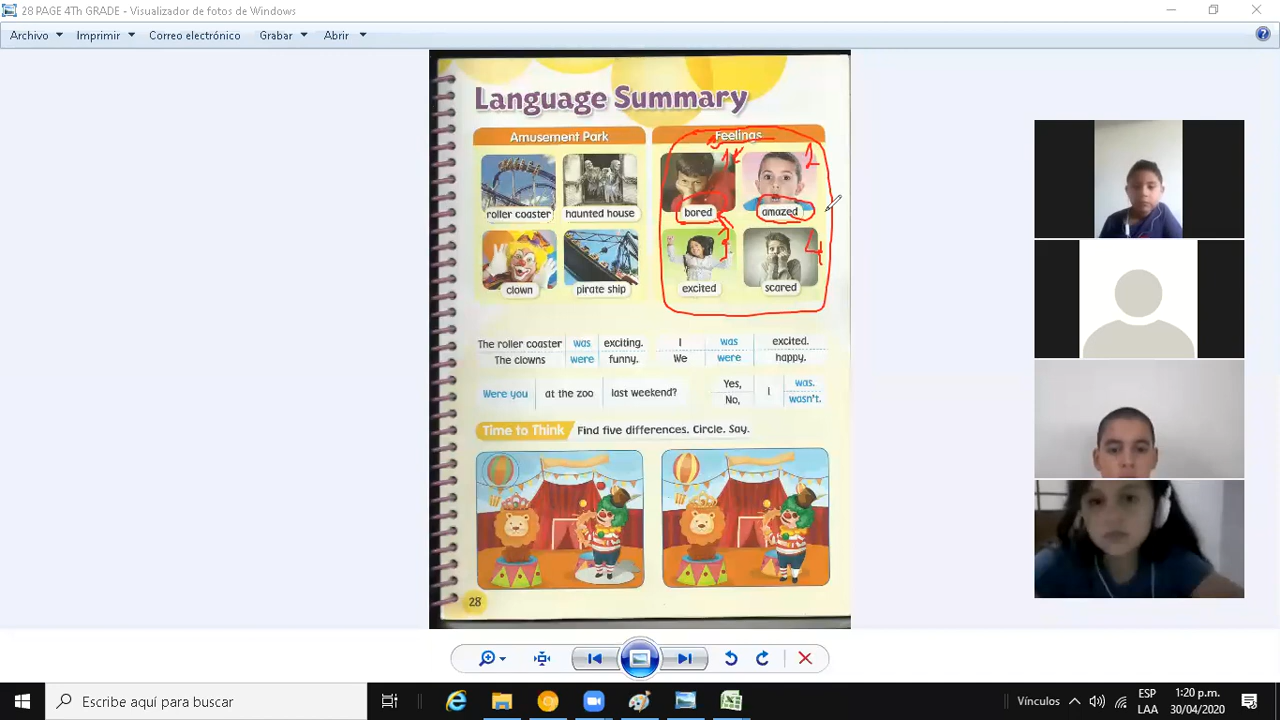 28 PAGE 4Th GRADE - Visualizador de fotos de Windows
Archivo Imprimir Correo electrónico Grabar Abrir
Language Summary
Amusement Park
roller coaster haunted house
clown pirate ship
Feelings
1 2
bored amazed
3 4
excited scared
The roller coaster was exciting.
The clowns were funny.
I was excited.
We were happy.
Were you at the zoo last weekend?
Yes, I was.
No, wasn't.
Time to Think Find five differences. Circle. Say.
28
Escribe aquí para buscar
Vínculos
ESP
LAA
1:20 p.m.
30/04/2020